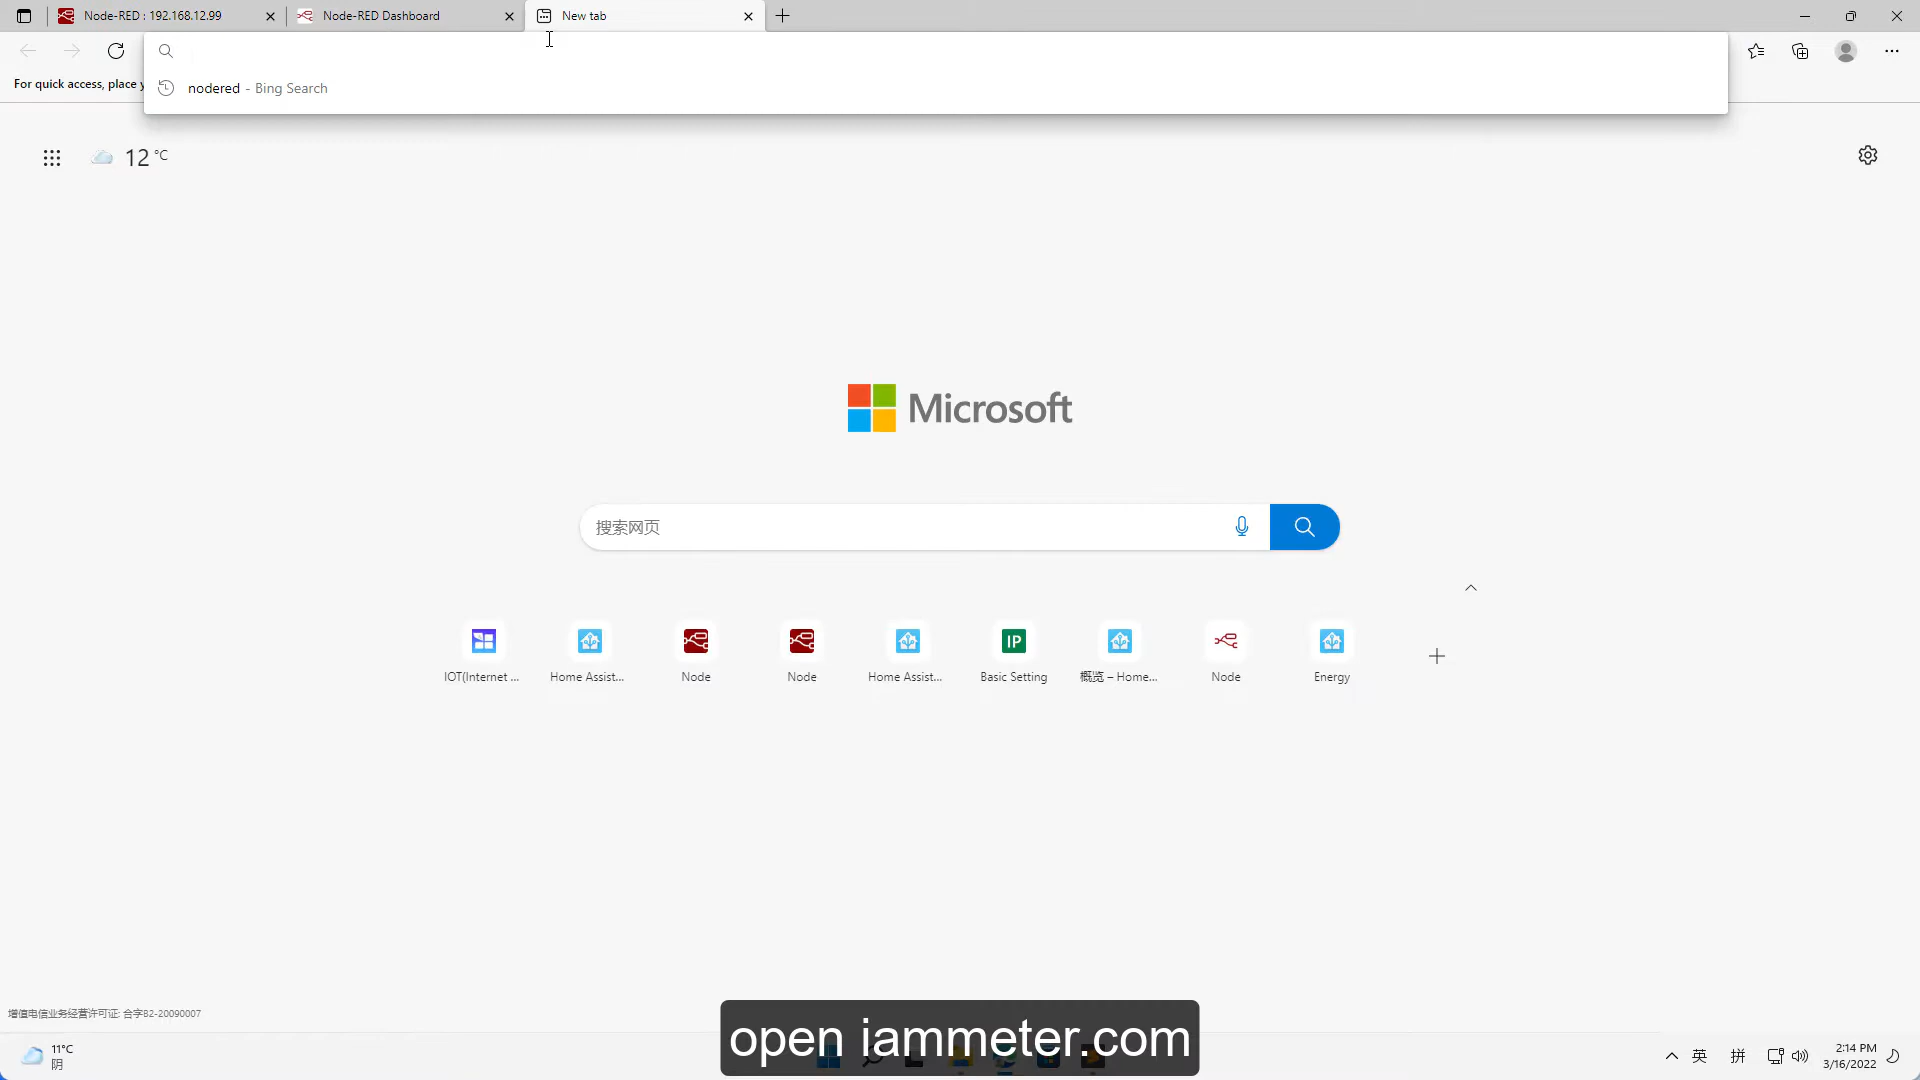 Node-RED : 192.168.12.99
Node-RED Dashboard
New tab
nodered - Bing Search
For quick access, place y
12 °C
Microsoft
搜索网页
IOT(Internet ...
Home Assist...
Node
Node
Home Assist...
IP
Basic Setting
概览 – Home...
Node
Energy
增值电信业务经营许可证: 合字B2-20090007
open iammeter.com
11°C
阴
英
拼
2:14 PM
3/16/2022